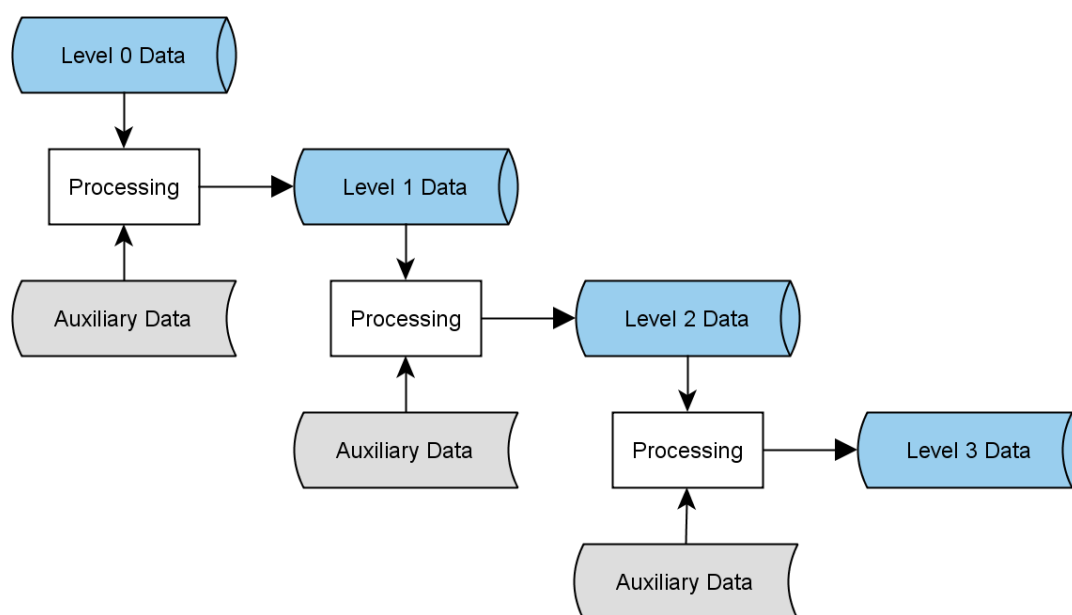 Level 0 Data
Processing
Level 1 Data
Auxiliary Data
Processing
Level 2 Data
Auxiliary Data
Processing
Level 3 Data
Auxiliary Data